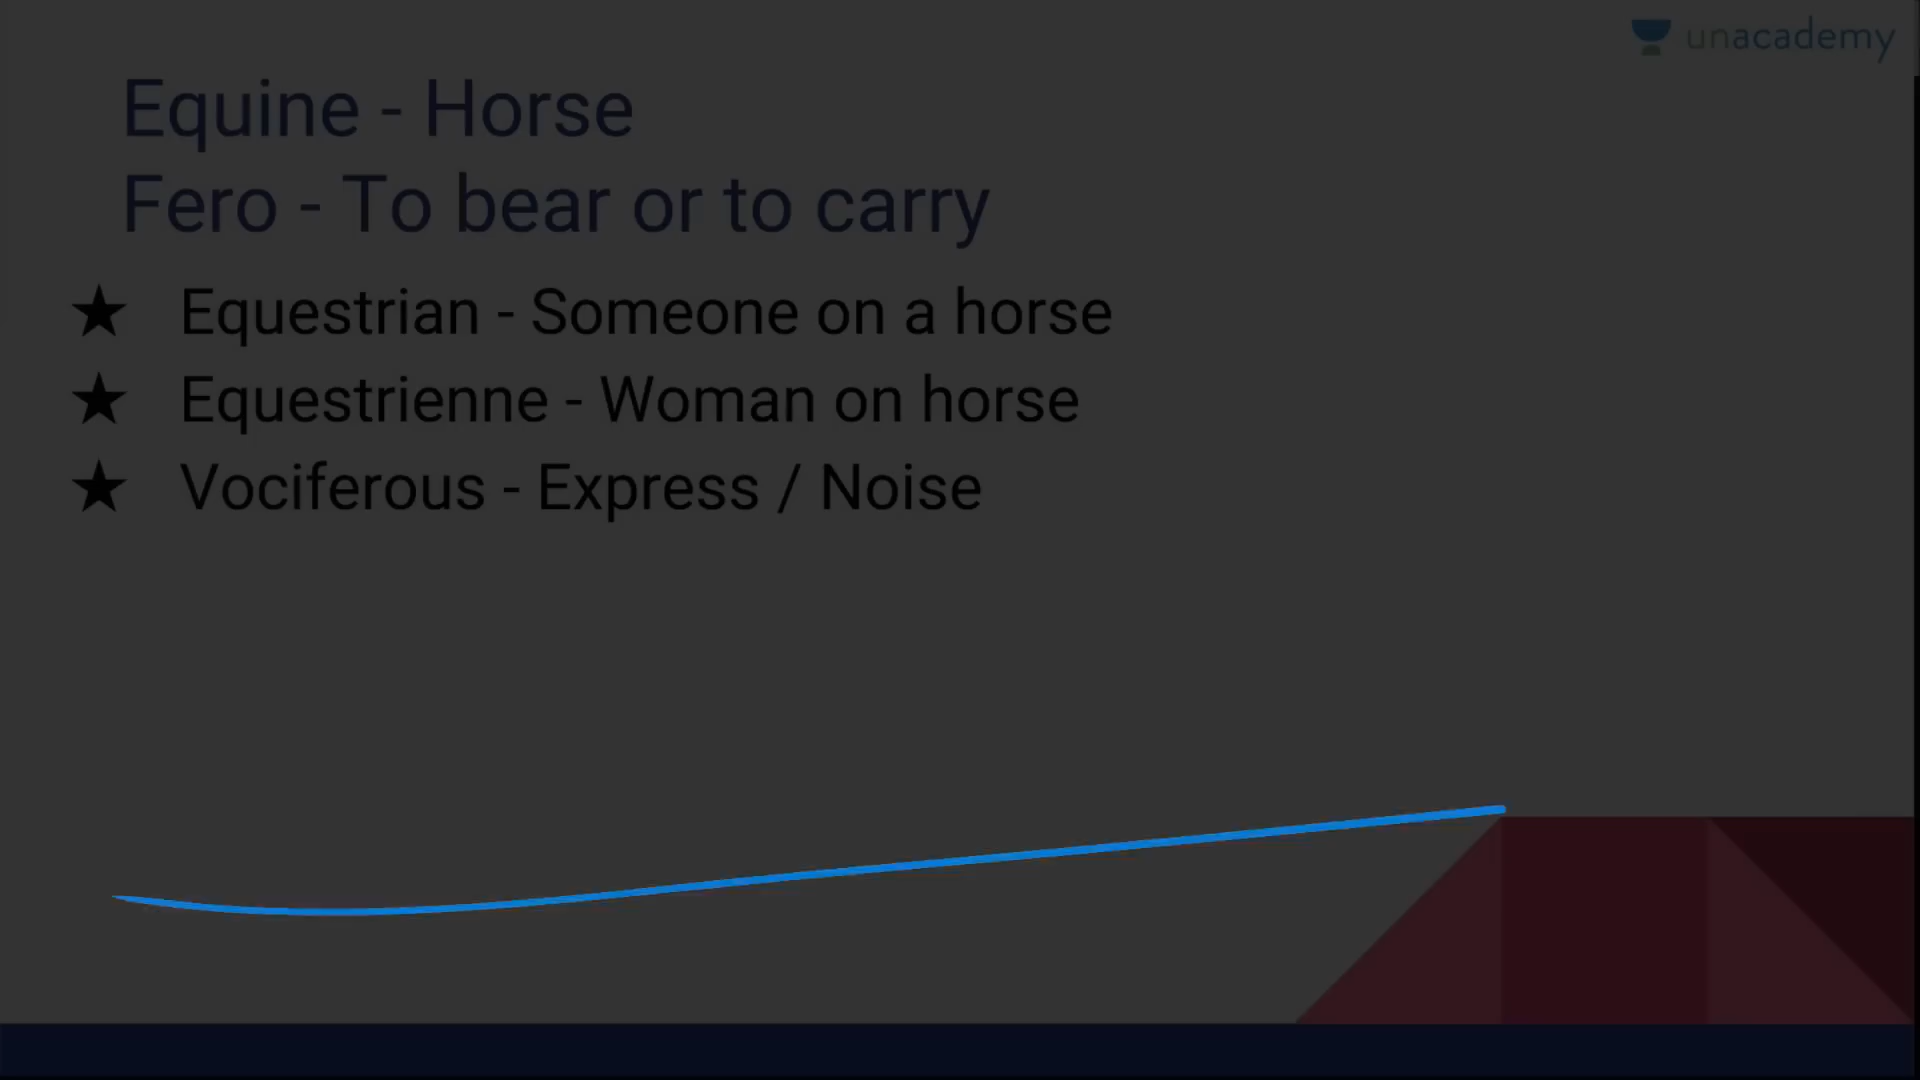 unacademy
Equine - Horse
Fero - To bear or to carry
★ Equestrian - Someone on a horse
★ Equestrienne - Woman on horse
★ Vociferous - Express / Noise